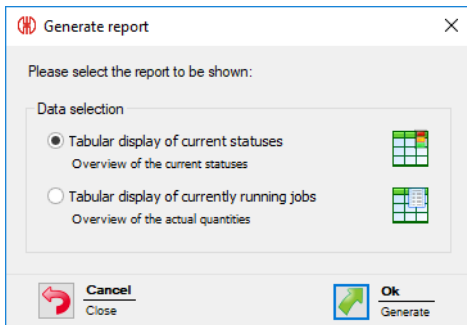 Generate report
Please select the report to be shown:
Data selection
Tabular display of current statuses
Overview of the current statuses
Tabular display of currently running jobs
Overview of the actual quantities
Cancel
Close
Ok
Generate